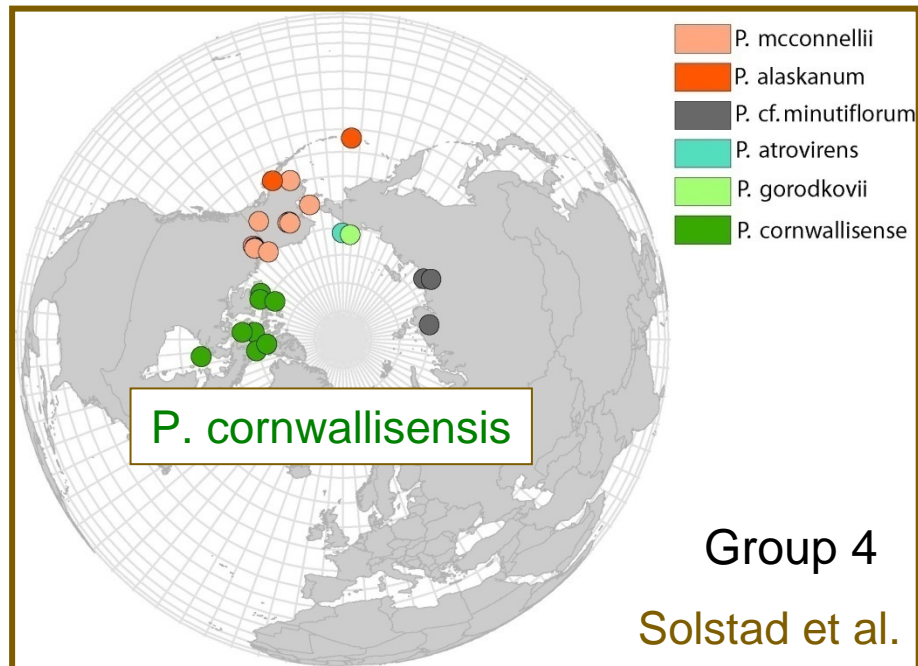 P. mcconnellii
P. alaskanum
P. cf. minutiflorum
P. atrovirens
P. gorodkovii
P. cornwallisense
P. cornwallisensis
Group 4
Solstad et al.